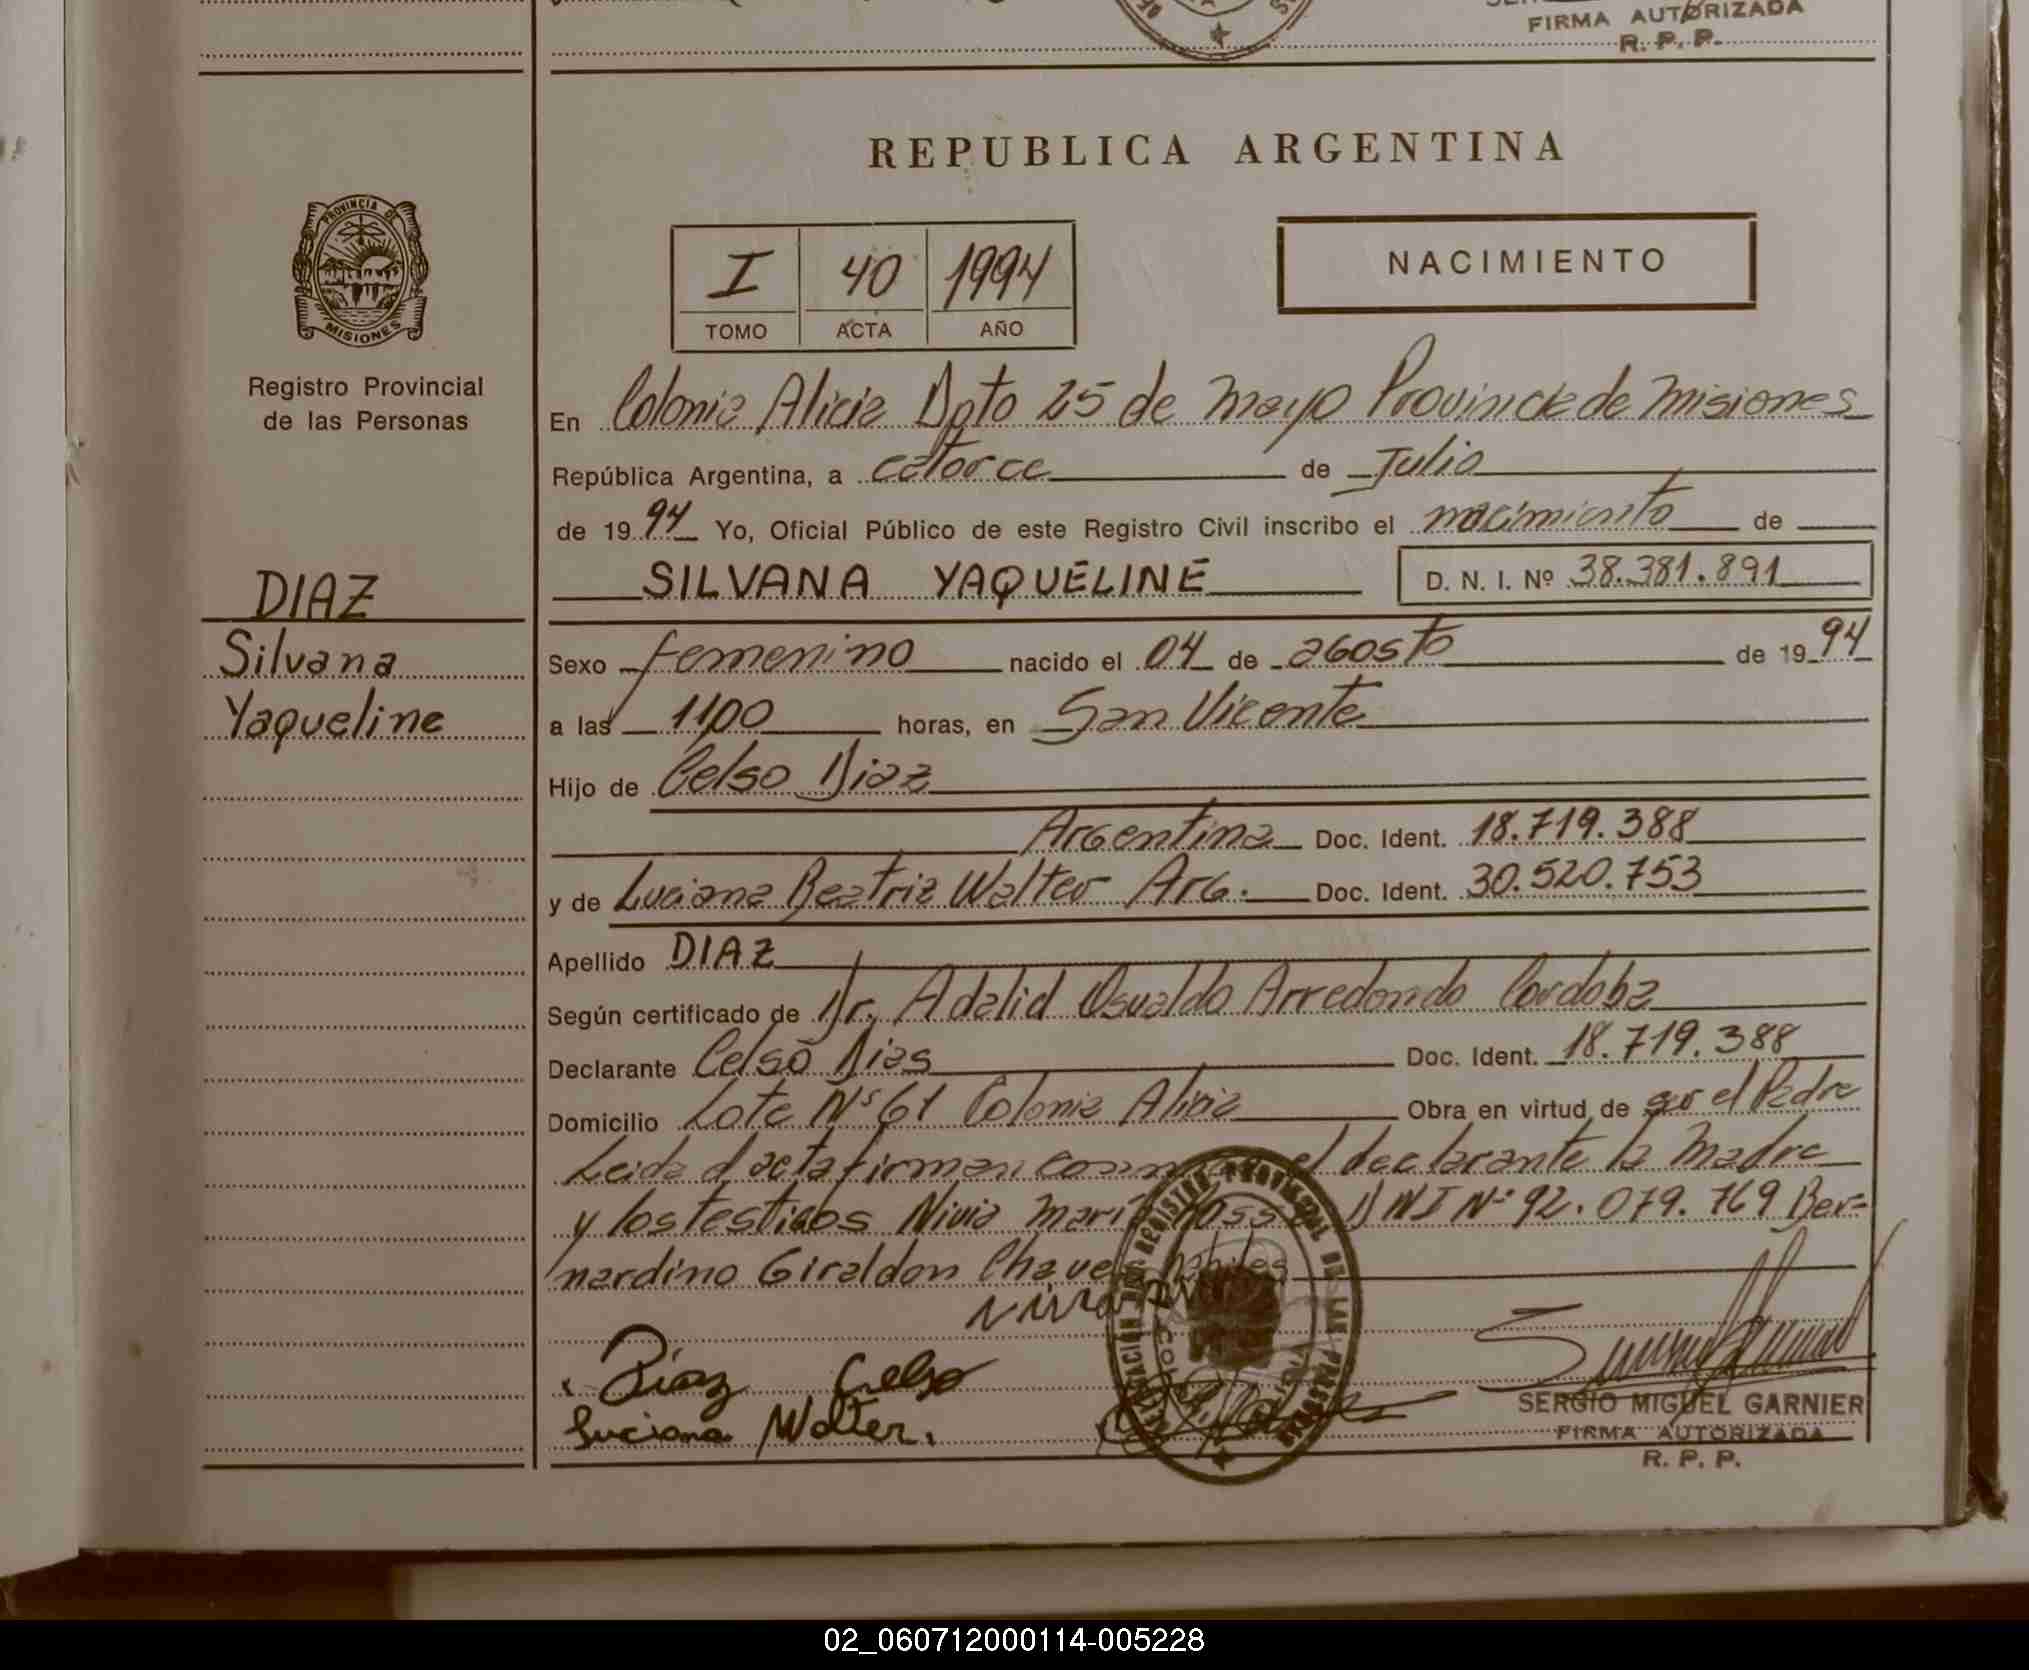 FIRMA AUTORIZADA
R. P. P.
REPUBLICA ARGENTINA
PROVINCIA DE
MISIONES
Registro Provincial
de las Personas
I 40 1994
TOMO ACTA AÑO
NACIMIENTO
En Colonia Alicia Dpto 25 de mayo Provincia de misiones
República Argentina, a catorce de Julio
de 1994 Yo, Oficial Público de este Registro Civil inscribo el nacimiento de
SILVANA YAQUELINE D. N. I. Nº 38.381.891
DIAZ
Silvana
Yaqueline
Sexo femenino nacido el 04 de agosto de 1994
a las 11,00 horas, en San Vicente
Hijo de Celso Diaz
Argentina Doc. Ident. 18.719.388
y de Luciana Beatriz Walter Arg. Doc. Ident. 30.520.753
Apellido DIAZ
Según certificado de Dr. Adalid Osvaldo Arredondo Cordoba
Declarante Celso Dias Doc. Ident. 18.719.388
Domicilio Lote Nº 61 Colonia Alicia Obra en virtud de ser el Padre
Leida el acta firman el declarante la Madre
y los testigos Nivia Mari DNI Nº 92.079.769 Ber=
nardino Giraldon Chave
Díaz Celso
Luciana Walter.
SERGIO MIGUEL GARNIER
FIRMA AUTORIZADA
R. P. P.
02_060712000114-005228